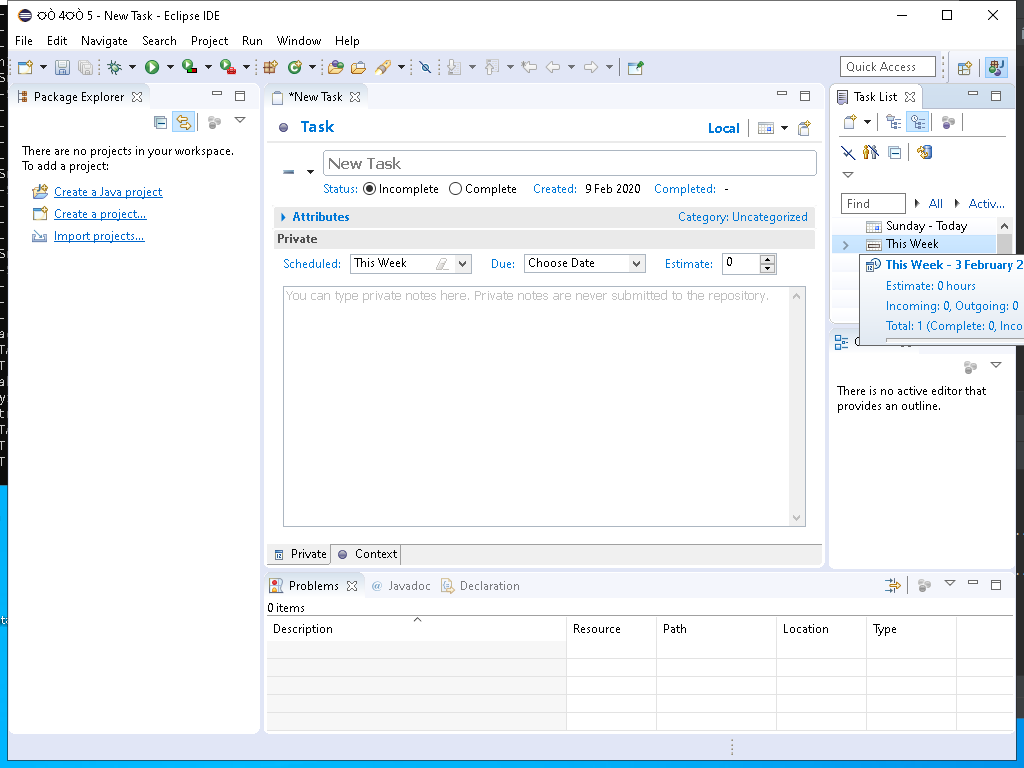 ѸÒ 4ѸÒ 5 - New Task - Eclipse IDE
File Edit Navigate Search Project Run Window Help
Quick Access
Package Explorer
There are no projects in your workspace.
To add a project:
Create a Java project
Create a project...
Import projects...
*New Task
Task
Local
New Task
Status: Incomplete Complete Created: 9 Feb 2020 Completed: -
Attributes Category: Uncategorized
Private
Scheduled: This Week Due: Choose Date Estimate: 0
You can type private notes here. Private notes are never submitted to the repository.
Private Context
Task List
Find All Activ...
Sunday - Today
This Week
This Week - 3 February 2
Estimate: 0 hours
Incoming: 0, Outgoing: 0
Total: 1 (Complete: 0, Inco
There is no active editor that
provides an outline.
Problems @ Javadoc Declaration
0 items
Description Resource Path Location Type